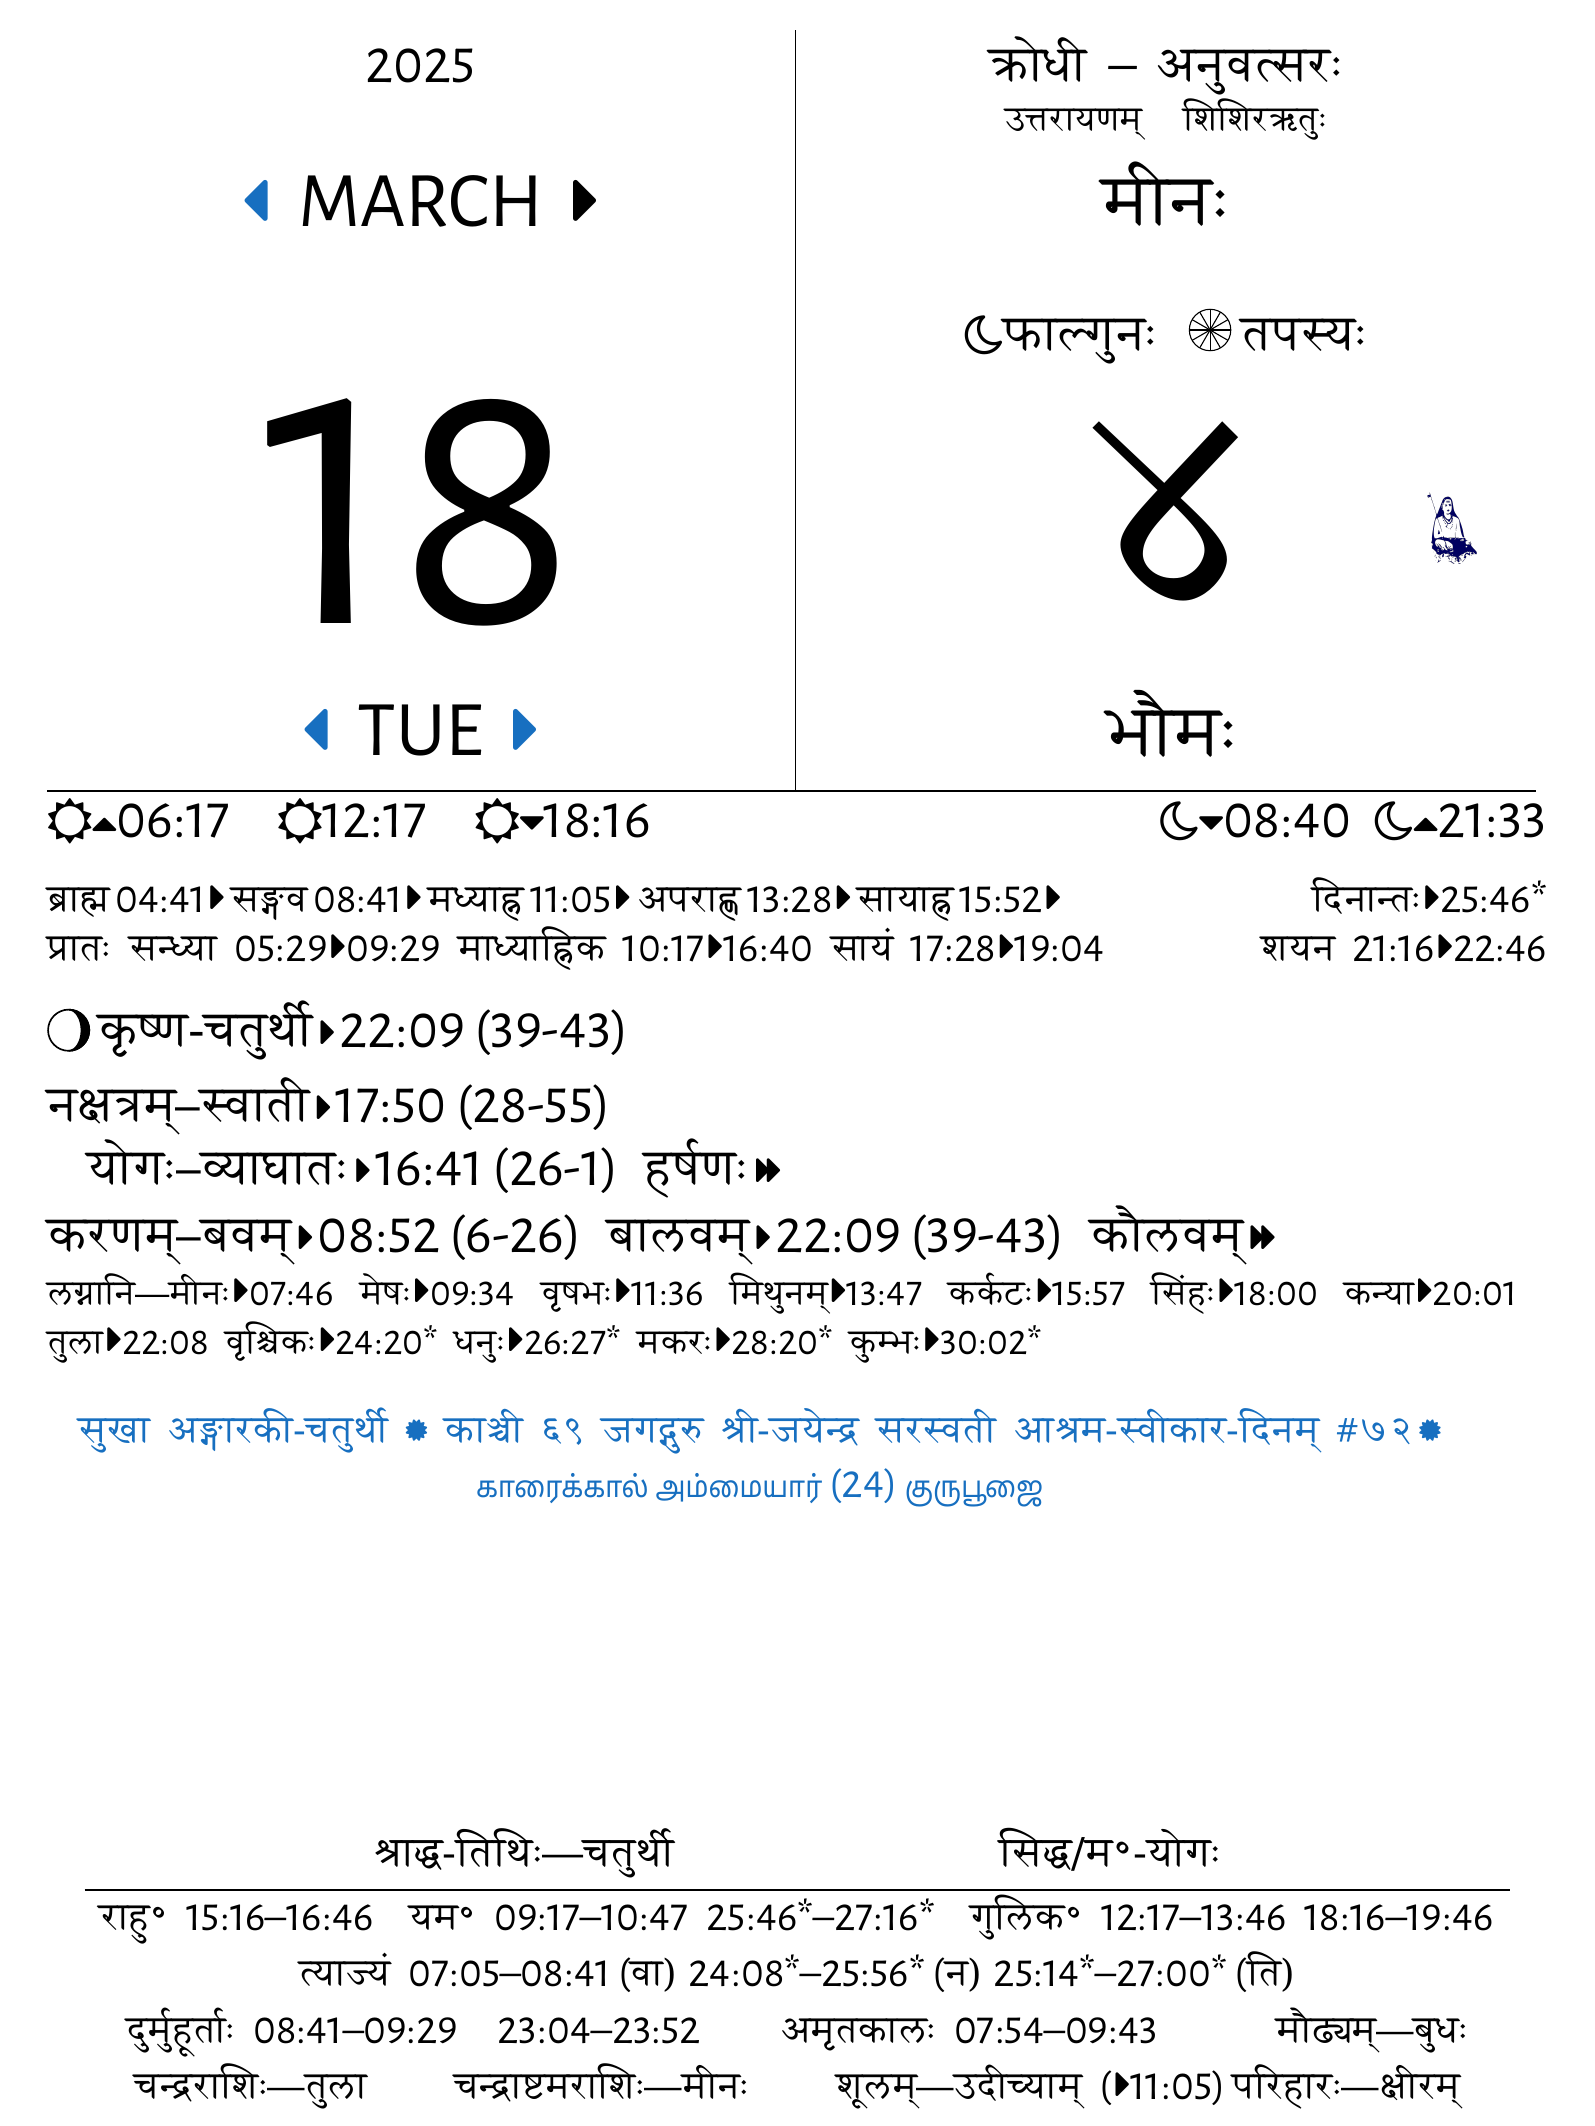 2025
MARCH
18
TUE
क्रोधी – अनुवत्सरः
उत्तरायणम् शिशिरऋतुः
मीनः
फाल्गुनः तपस्यः
४
भौमः
06:17 12:17 18:16 08:40 21:33
ब्राह्म 04:41 सङ्गव 08:41 मध्याह्न 11:05 अपराह्ण 13:28 सायाह्न 15:52 दिनान्तः 25:46*
प्रातः सन्ध्या 05:29 09:29 माध्याह्निक 10:17 16:40 सायं 17:28 19:04 शयन 21:16 22:46
कृष्ण-चतुर्थी 22:09 (39-43)
नक्षत्रम्–स्वाती 17:50 (28-55)
योगः–व्याघातः 16:41 (26-1) हर्षणः
करणम्–बवम् 08:52 (6-26) बालवम् 22:09 (39-43) कौलवम्
लग्नानि—मीनः 07:46 मेषः 09:34 वृषभः 11:36 मिथुनम् 13:47 कर्कटः 15:57 सिंहः 18:00 कन्या 20:01
तुला 22:08 वृश्चिकः 24:20* धनुः 26:27* मकरः 28:20* कुम्भः 30:02*
सुखा अङ्गारकी-चतुर्थी ✹ काञ्ची ६९ जगद्गुरु श्री-जयेन्द्र सरस्वती आश्रम-स्वीकार-दिनम् #७२ ✹
காரைக்கால் அம்மையார் (24) குருபூஜை
श्राद्ध-तिथिः—चतुर्थी सिद्ध/म°-योगः
राहु° 15:16–16:46 यम° 09:17–10:47 25:46*–27:16* गुलिक° 12:17–13:46 18:16–19:46
त्याज्यं 07:05–08:41 (वा) 24:08*–25:56* (न) 25:14*–27:00* (ति)
दुर्मुहूर्ताः 08:41–09:29 23:04–23:52 अमृतकालः 07:54–09:43 मौढ्यम्—बुधः
चन्द्रराशिः—तुला चन्द्राष्टमराशिः—मीनः शूलम्—उदीच्याम् (11:05) परिहारः—क्षीरम्